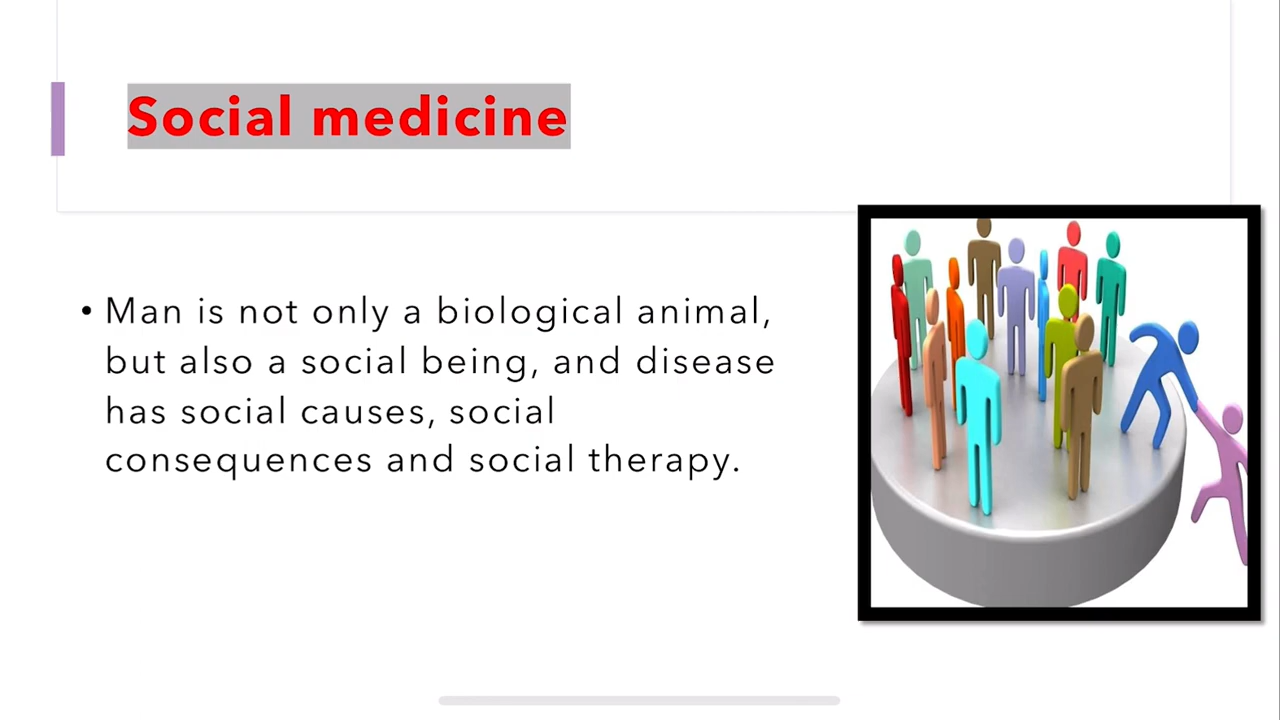 Social medicine
• Man is not only a biological animal,
but also a social being, and disease
has social causes, social
consequences and social therapy.